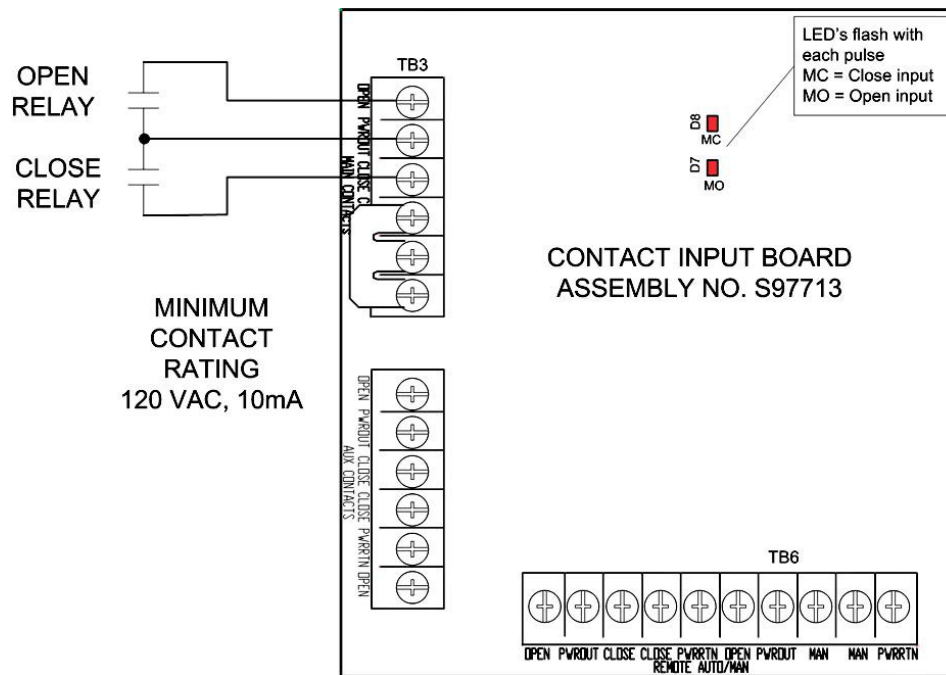 LED's flash with
each pulse
MC = Close input
MO = Open input
OPEN
RELAY
CLOSE
RELAY
TB3
OPEN PWROUT CLOSE
MAIN CONTACTS
D8
MC
D7
MO
CONTACT INPUT BOARD
ASSEMBLY NO. S97713
MINIMUM
CONTACT
RATING
120 VAC, 10mA
OPEN PWROUT CLOSE CLOSE PWRRTN OPEN
AUX CONTACTS
TB6
OPEN PWROUT CLOSE CLOSE PWRRTN OPEN PWROUT MAN MAN PWRRTN
REMOTE AUTO/MAN